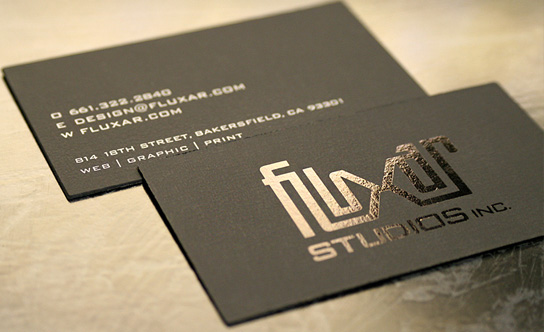 O 661.322.2840
E DESIGN@FLUXAR.COM
W FLUXAR.COM
814 18TH STREET, BAKERSFIELD, CA 93301
WEB | GRAPHIC | PRINT
fluxar
STUDIOS INC.